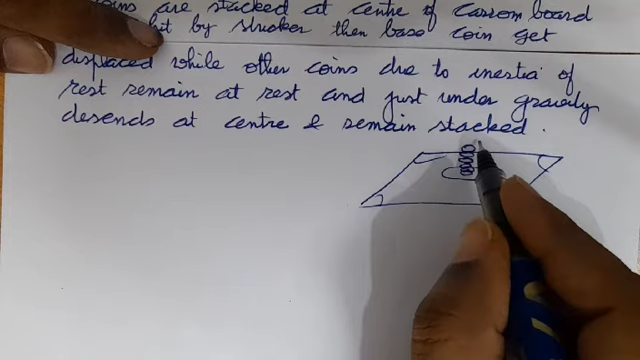 are stacked at centre of carrom board
hit by striker then base coin get
displaced while other coins due to inertia of
rest remain at rest and just under gravity
desends at centre & remain stacked.